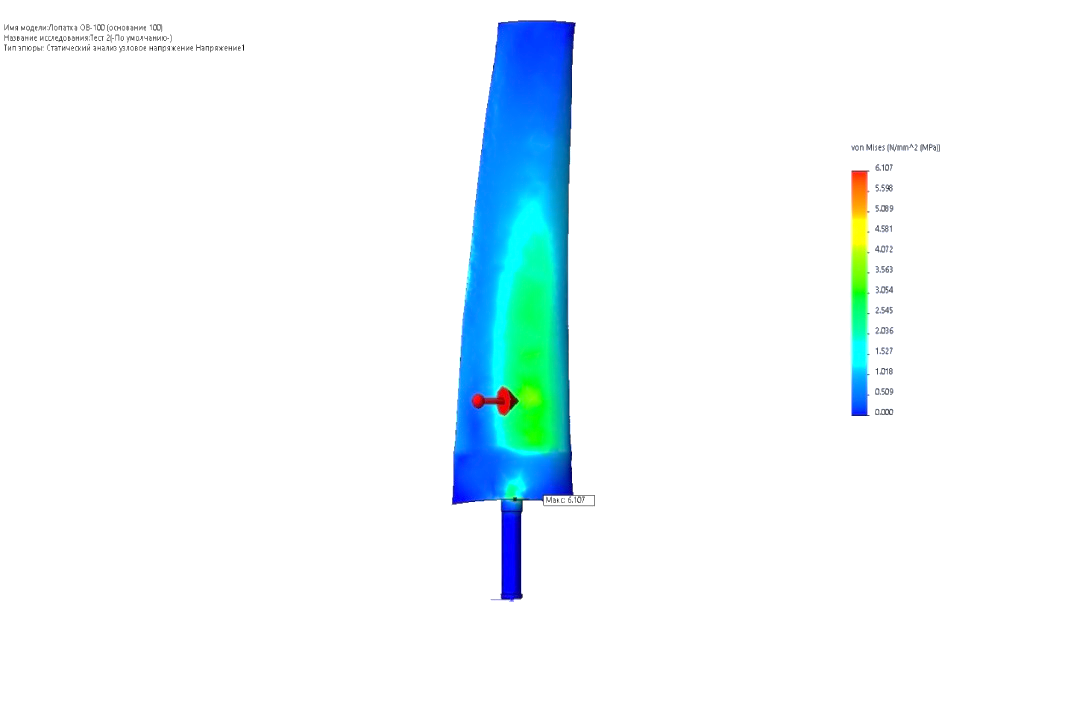 Имя модели:Лопатка ОВ-100 (основание 100)
Название исследования:Тест 2(-По умолчанию-)
Тип эпюры: Статический анализ узловое напряжение Напряжение1
von Mises (N/mm^2 (MPa))
6.107
5.598
5.089
4.581
4.072
3.563
3.054
2.545
2.036
1.527
1.018
0.509
0.000
Макс: 6.107